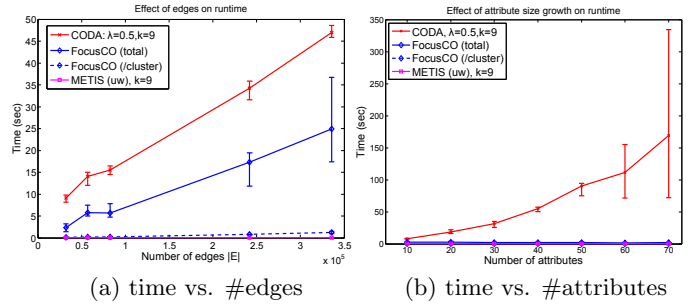 Effect of edges on runtime
50
45
40
35
30
25
20
15
10
5
0
Time (sec)
CODA: λ=0.5,k=9
FocusCO (total)
FocusCO (/cluster)
METIS (uw), k=9
0 0.5 1 1.5 2 2.5 3 3.5
x 10^5
Number of edges |E|
(a) time vs. #edges
Effect of attribute size growth on runtime
350
300
250
200
150
100
50
0
Time (sec)
CODA, λ=0.5,k=9
FocusCO (total)
FocusCO (/cluster)
METIS (uw), k=9
10 20 30 40 50 60 70
Number of attributes
(b) time vs. #attributes